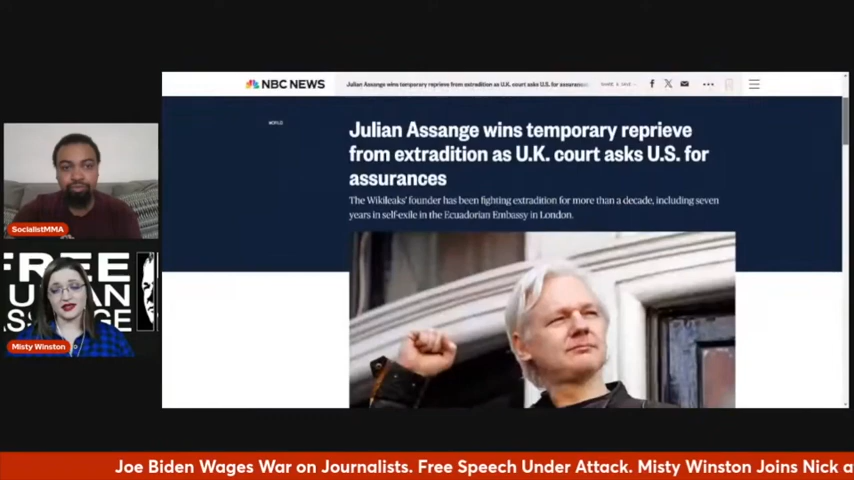 NBC NEWS
Julian Assange wins temporary reprieve from extradition as U.K. court asks U.S. for assurances
SHARE & SAVE
WORLD
Julian Assange wins temporary reprieve
from extradition as U.K. court asks U.S. for
assurances
The Wikileaks' founder has been fighting extradition for more than a decade, including seven
years in self-exile in the Ecuadorian Embassy in London.
SocialistMMA
FREE
Misty Winston
Joe Biden Wages War on Journalists. Free Speech Under Attack. Misty Winston Joins Nick a